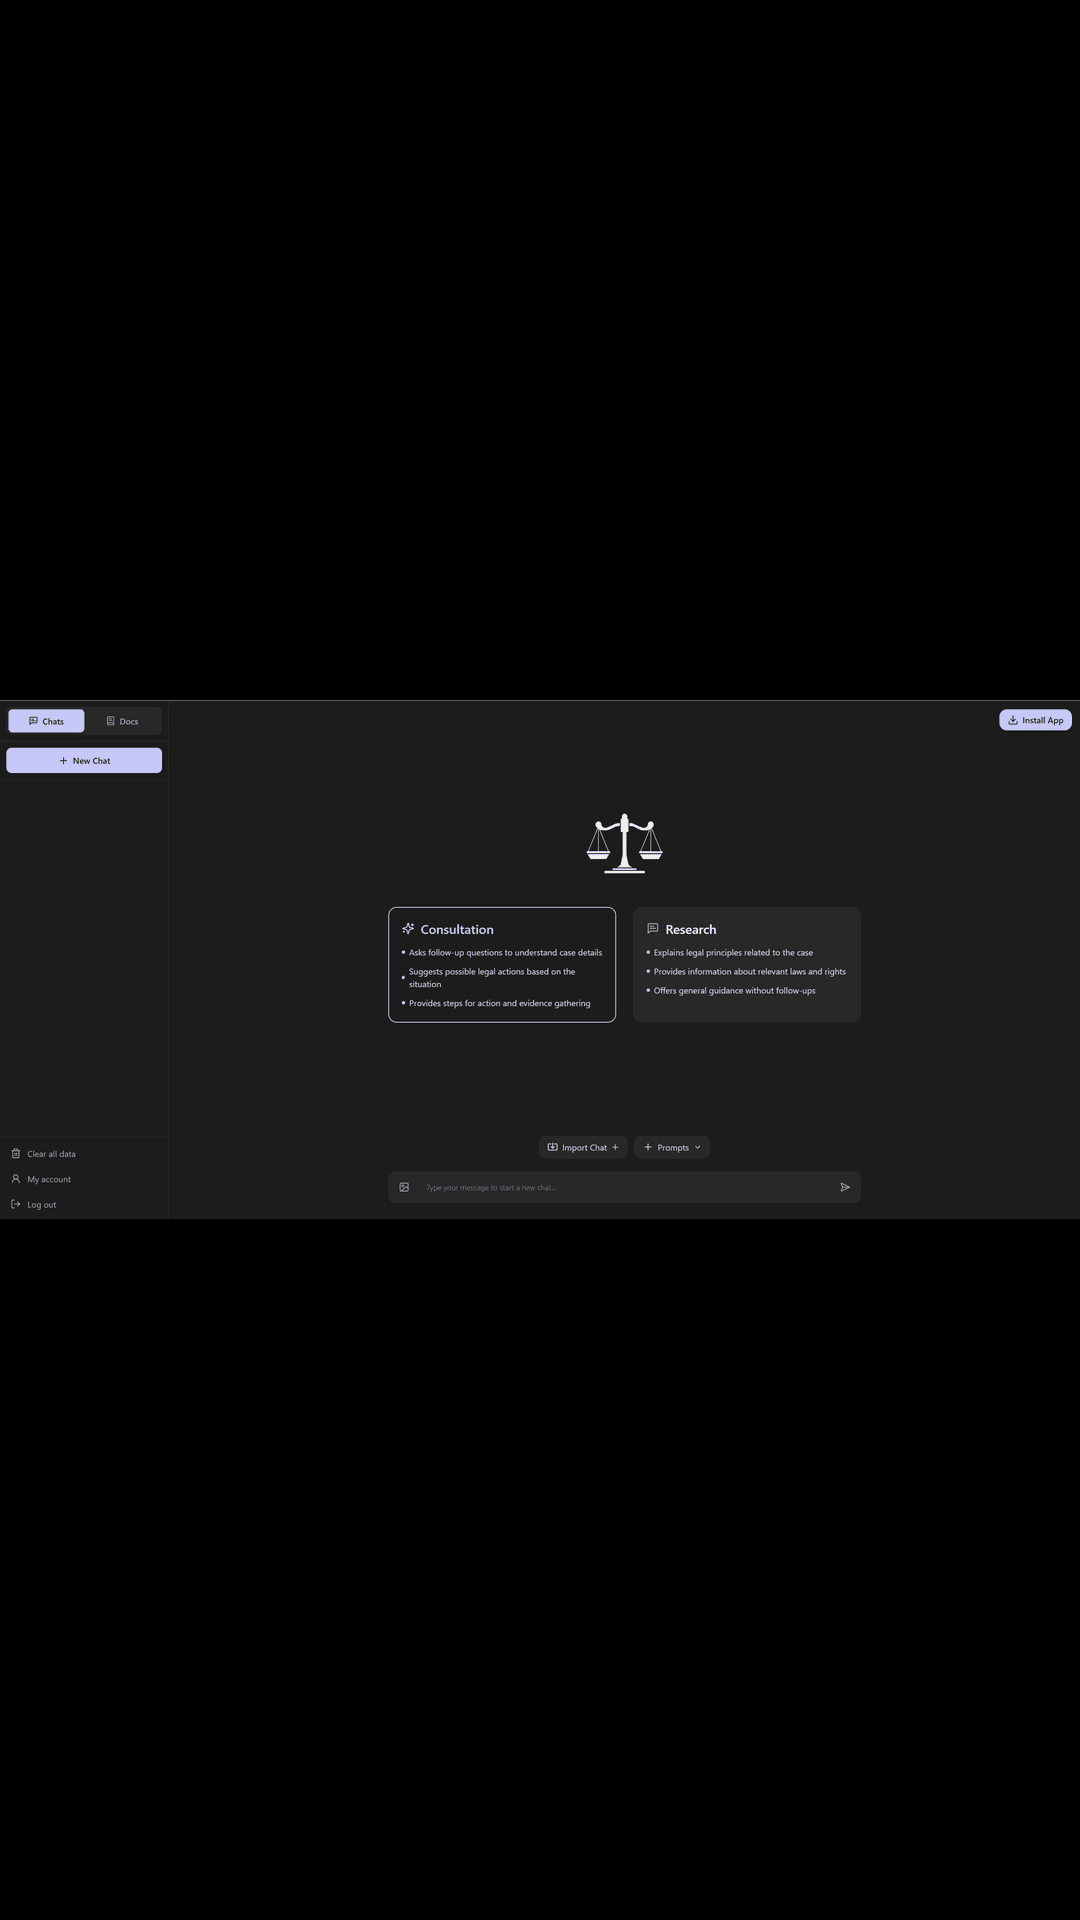 Chats
Docs
Install App
New Chat
Consultation
Asks follow-up questions to understand case details
Suggests possible legal actions based on the
situation
Provides steps for action and evidence gathering
Research
Explains legal principles related to the case
Provides information about relevant laws and rights
Offers general guidance without follow-ups
Import Chat
Prompts
Clear all data
My account
Log out
Type your message to start a new chat...